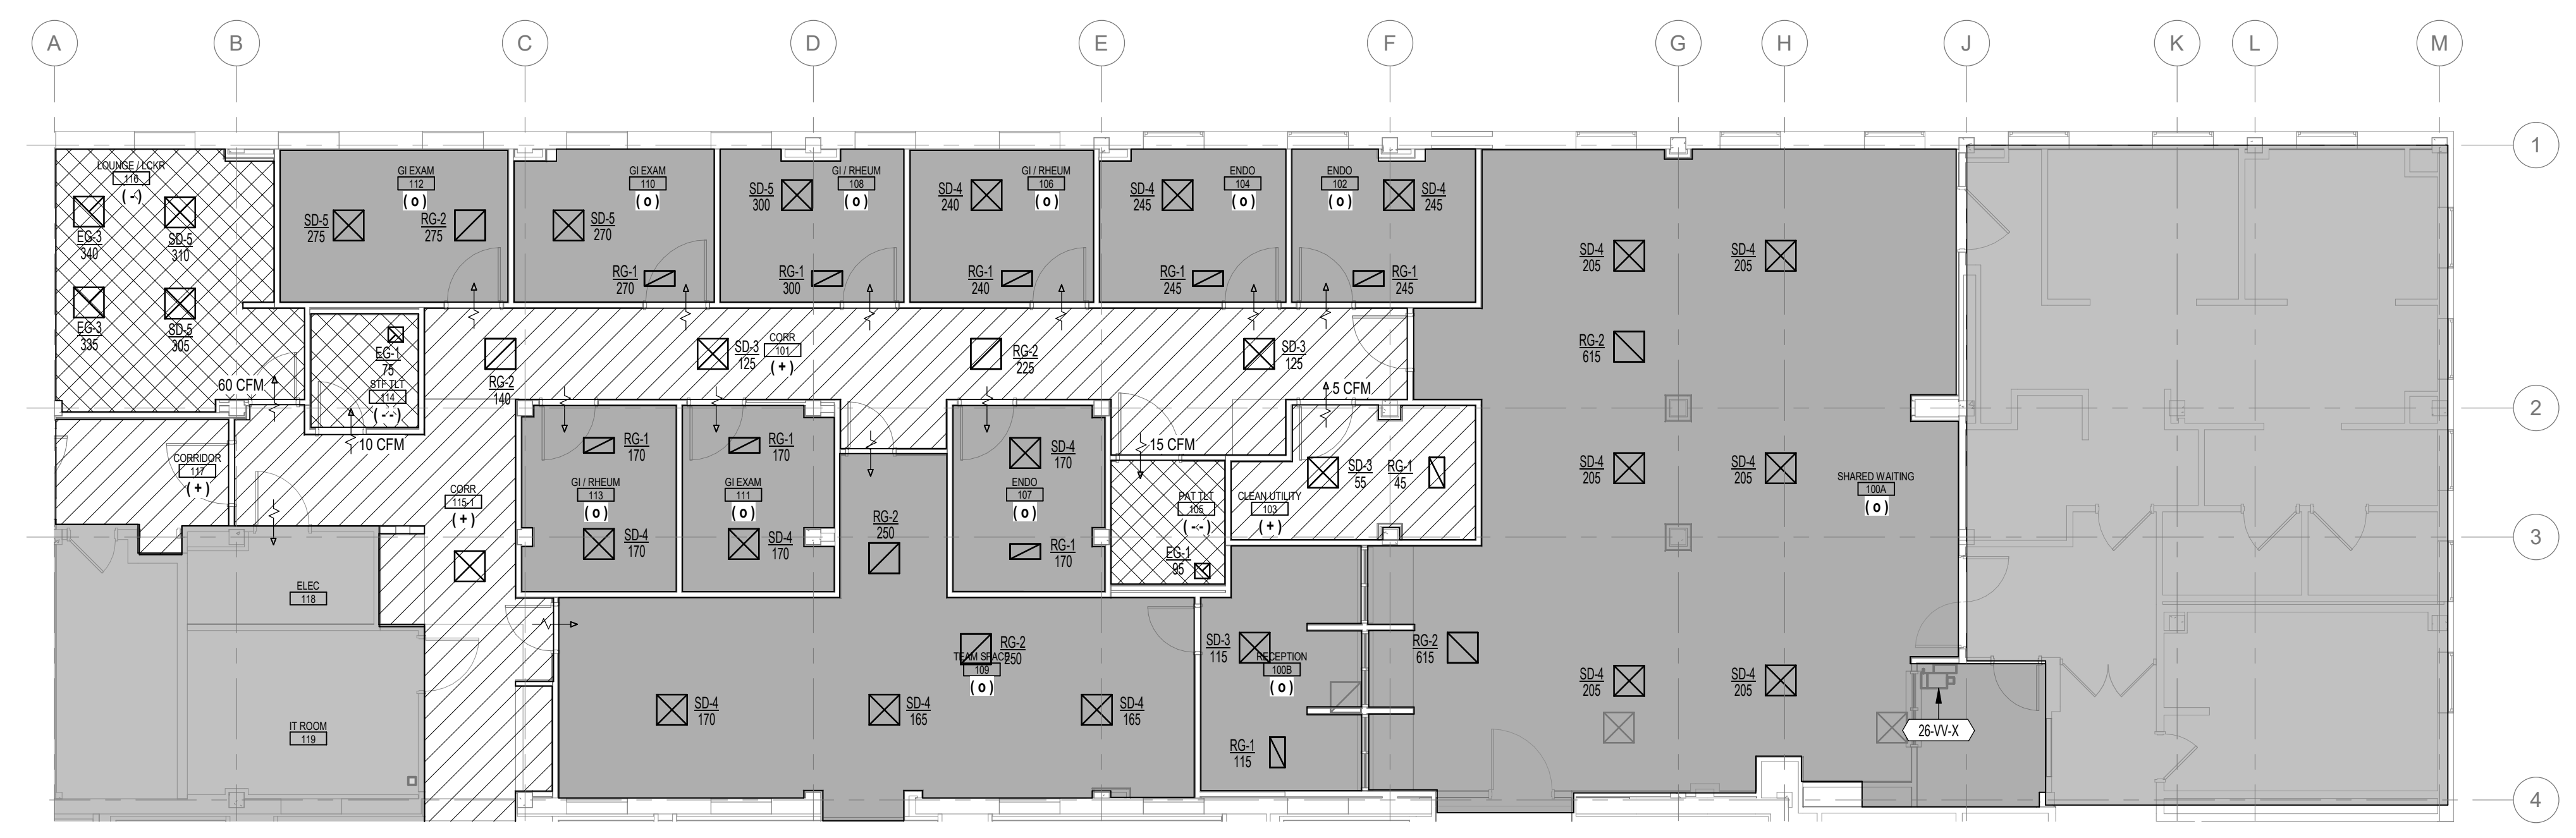 A B C D E F G H J K L M
1
LOUNGE / LCKR
116
( - )
EG-3
340
SD-5
310
EG-3
335
SD-5
305
60 CFM
GI EXAM
112
( o )
SD-5
275
RG-2
275
GI EXAM
110
( o )
SD-5
270
RG-1
270
GI / RHEUM
108
( o )
SD-5
300
RG-1
300
GI / RHEUM
106
( o )
SD-4
240
RG-1
240
ENDO
104
( o )
SD-4
245
RG-1
245
ENDO
102
( o )
SD-4
245
RG-1
245
EG-1
75
STF TLT
114
( -- )
10 CFM
RG-2
140
SD-3
125
CORR
101
( + )
RG-2
225
SD-3
125
5 CFM
15 CFM
SD-4
205
SD-4
205
RG-2
615
2
CORRIDOR
117
( + )
CORR
115-1
( + )
RG-1
170
GI / RHEUM
113
( o )
SD-4
170
RG-1
170
GI EXAM
111
( o )
SD-4
170
RG-2
250
SD-4
170
ENDO
107
( o )
RG-1
170
PAT TLT
105
( -- )
EG-1
95
SD-3
55
RG-1
45
CLEAN UTILITY
103
( + )
SD-4
205
SD-4
205
SHARED WAITING
100A
( o )
3
ELEC
118
IT ROOM
119
RG-2
250
TEAM SPACE
109
( o )
SD-4
170
SD-4
165
SD-4
165
SD-3
115
RECEPTION
100B
( o )
RG-1
115
RG-2
615
SD-4
205
SD-4
205
26-VV-X
4